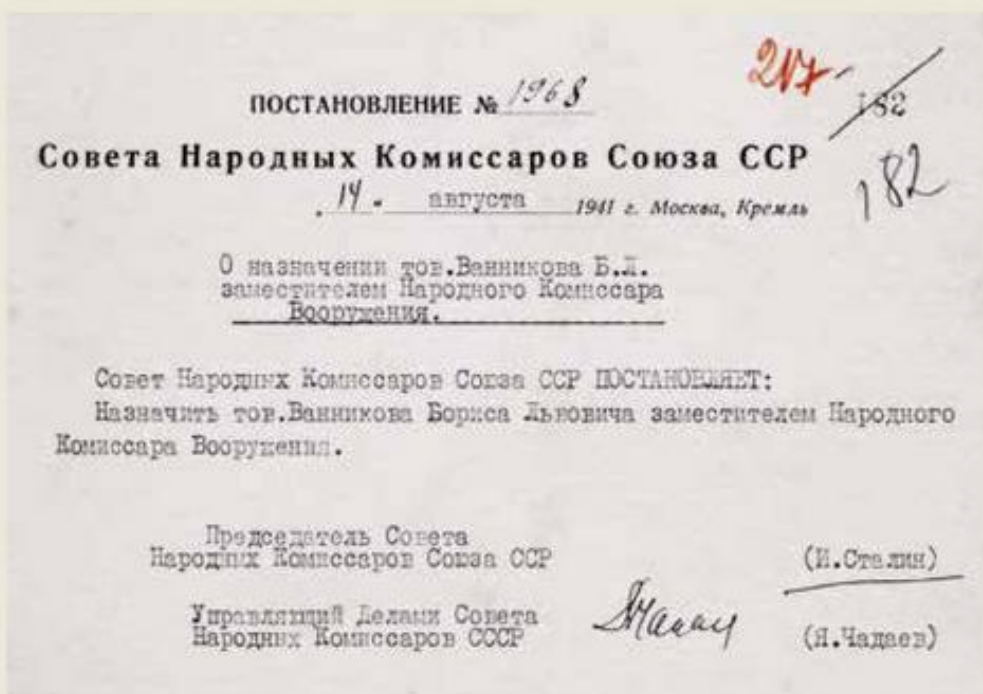 217-
182
ПОСТАНОВЛЕНИЕ № 1968
Совета Народных Комиссаров Союза ССР
182
„ 14 " августа 1941 г. Москва, Кремль
О назначении тов.Ванникова Б.Л.
заместителем Народного Комиссара
Вооружения.
Совет Народных Комиссаров Союза ССР ПОСТАНОВЛЯЕТ:
Назначить тов.Ванникова Бориса Львовича заместителем Народного
Комиссара Вооружения.
Председатель Совета
Народных Комиссаров Союза ССР (И.Сталин)
Управляющий Делами Совета
Народных Комиссаров СССР (Я.Чадаев)